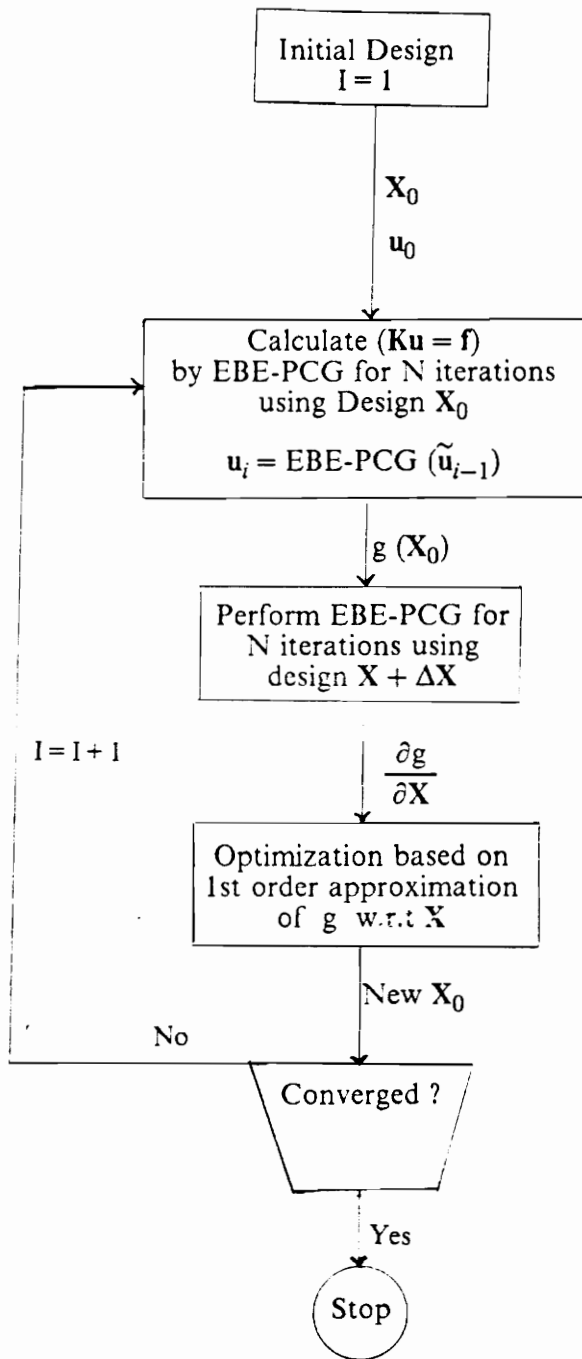 Initial Design
I = 1
X₀
u₀
Calculate (Ku = f)
by EBE-PCG for N iterations
using Design X₀
uᵢ = EBE-PCG (ũᵢ₋₁)
g (X₀)
Perform EBE-PCG for
N iterations using
design X + ΔX
I = I + 1
∂g
∂X
Optimization based on
1st order approximation
of g w.r.t X
New X₀
No
Converged ?
Yes
Stop